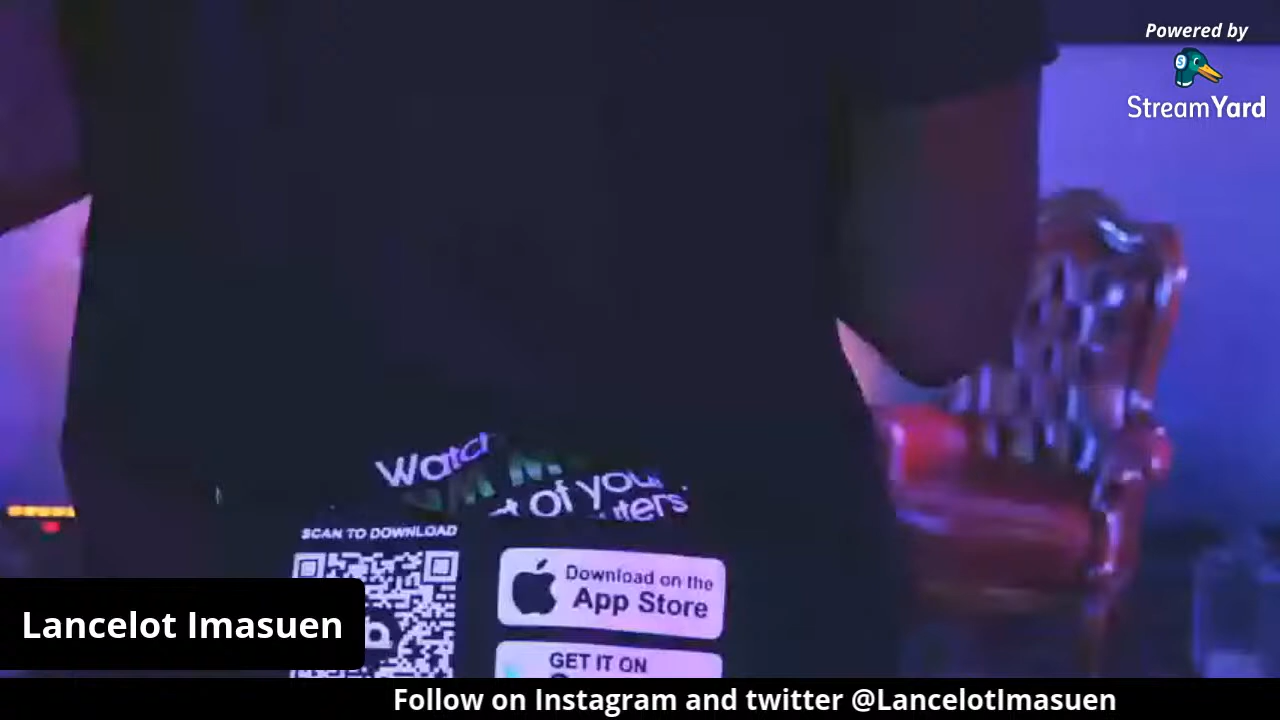 Powered by
StreamYard
Watch
of your
SCAN TO DOWNLOAD
Download on the
App Store
GET IT ON
Lancelot Imasuen
Follow on Instagram and twitter @LancelotImasuen